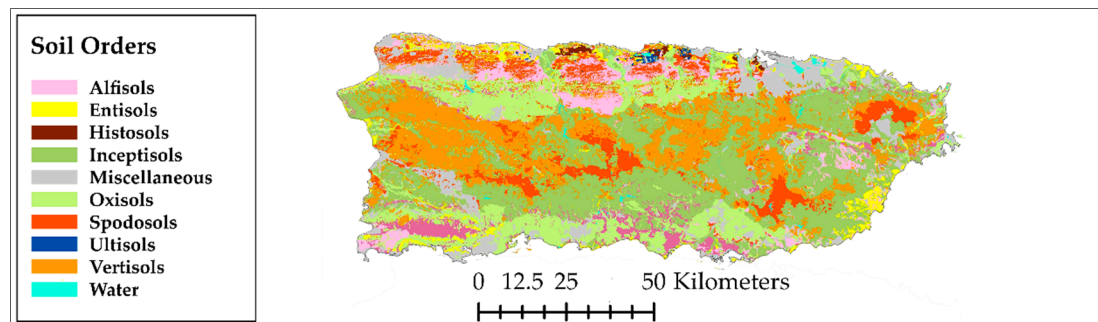 Soil Orders
Alfisols
Entisols
Histosols
Inceptisols
Miscellaneous
Oxisols
Spodosols
Ultisols
Vertisols
Water
0 12.5 25 50 Kilometers